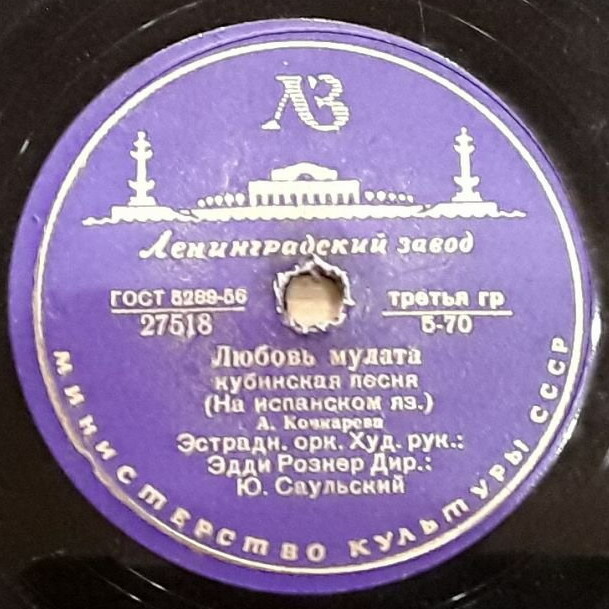 ЛЗ
Ленинградский завод
ГОСТ 5289-56
27518
третья гр
5-70
Любовь мулата
кубинская песня
(На испанском яз.)
А. Кочкарева
Эстрадн. орк. Худ. рук.:
Эдди Рознер Дир.:
Ю. Саульский
МИНИСТЕРСТВО КУЛЬТУРЫ СССР